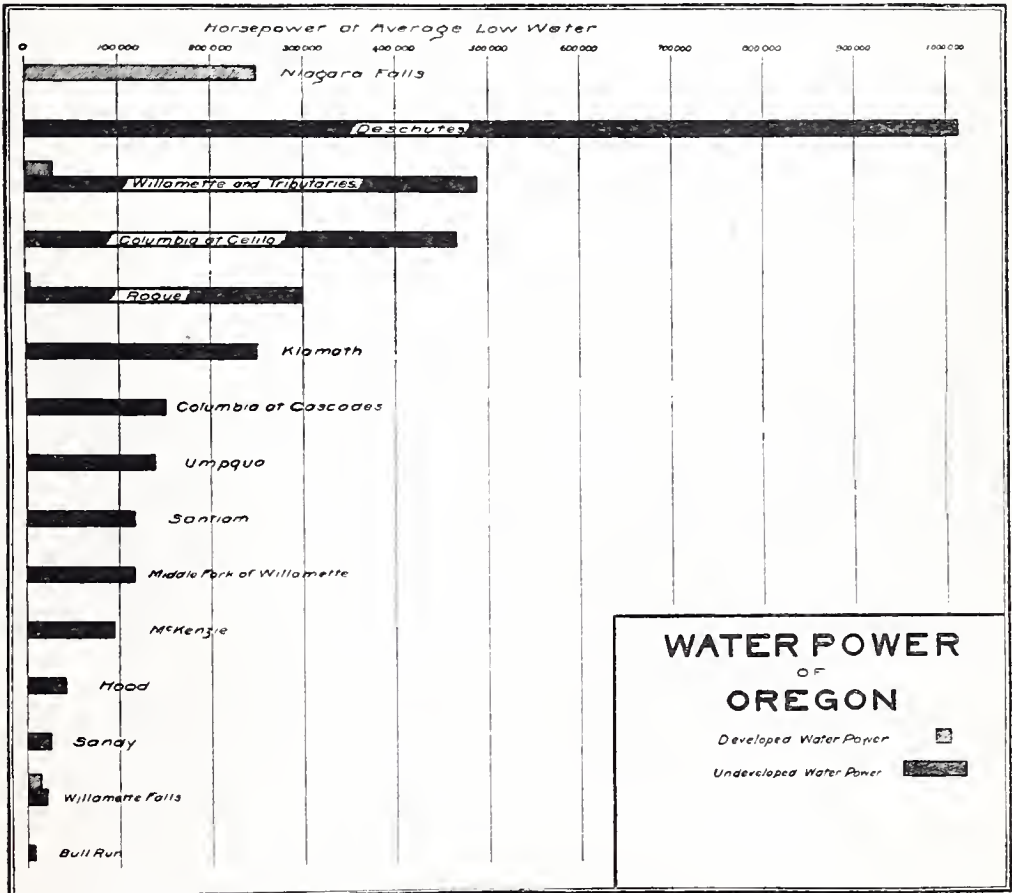 Horsepower at Average Low Water
0 100 000 200 000 300 000 400 000 500 000 600 000 700 000 800 000 900 000 1 000 000
Niagara Falls
Deschutes
Willamette and Tributaries
Columbia at Celilo
Rogue
Klamath
Columbia at Cascades
Umpqua
Santiam
Middle Fork of Willamette
McKenzie
Hood
Sandy
Willamette Falls
Bull Run
WATER POWER
OF
OREGON
Developed Water Power
Undeveloped Water Power